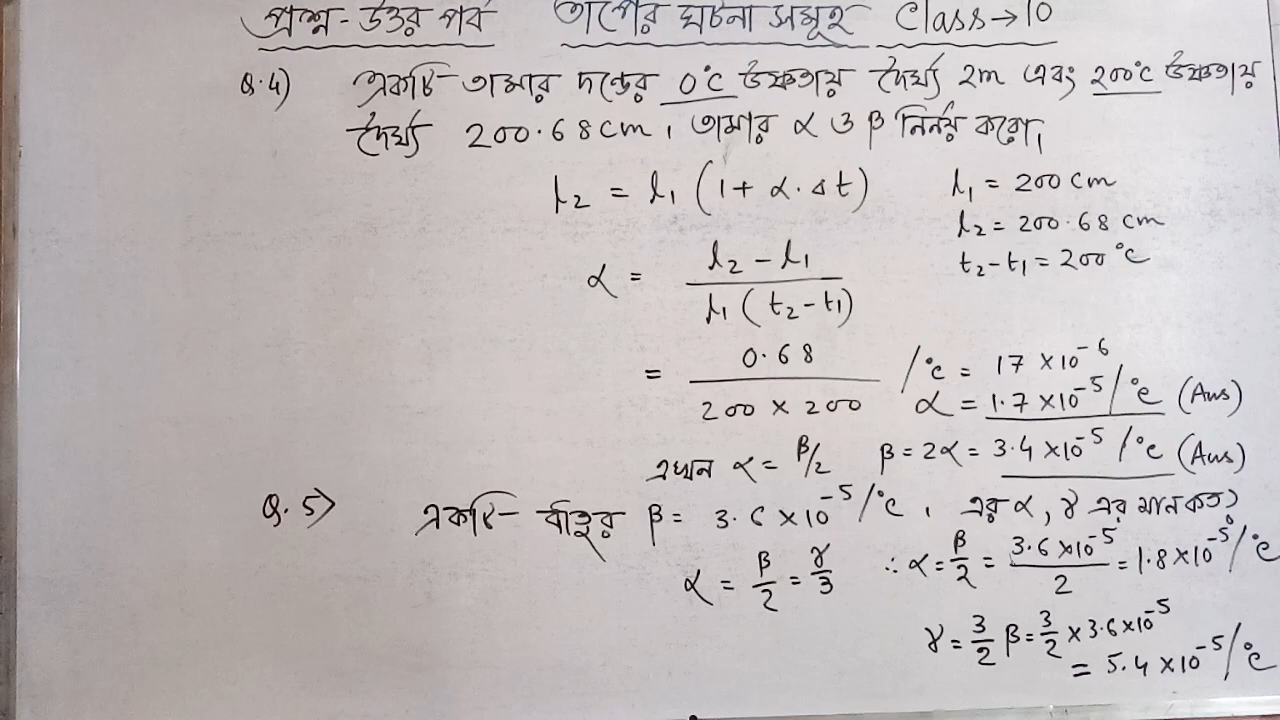 প্রশ্ন-উত্তর পর্ব তাপের ঘটনা সমূহ Class→10
Q.4) একটি তামার দন্ডের 0°C উষ্ণতায় দৈর্ঘ্য 2m এবং 200°C উষ্ণতায়
দৈর্ঘ্য 200.68cm। তামার α ও β নির্নয় করো।
l₂ = l₁ (1+ α.Δt) l₁ = 200 cm
l₂ = 200.68 cm
α = (l₂ - l₁) / (l₁ (t₂-t₁)) t₂-t₁ = 200 °C
= 0.68 / (200 × 200) /°C = 17 ×10⁻⁶
α = 1.7 ×10⁻⁵/°C (Ans)
এখন α = β/2 β = 2α = 3.4 ×10⁻⁵ /°C (Ans)
Q.5) একটি ধাতুর β = 3.6 ×10⁻⁵/°C, এর α, γ এর মান কত?
α = β/2 = γ/3 ∴ α = β/2 = (3.6 ×10⁻⁵)/2 = 1.8 ×10⁻⁵/°C
γ = 3/2 β = 3/2 × 3.6 ×10⁻⁵
= 5.4 ×10⁻⁵/°C